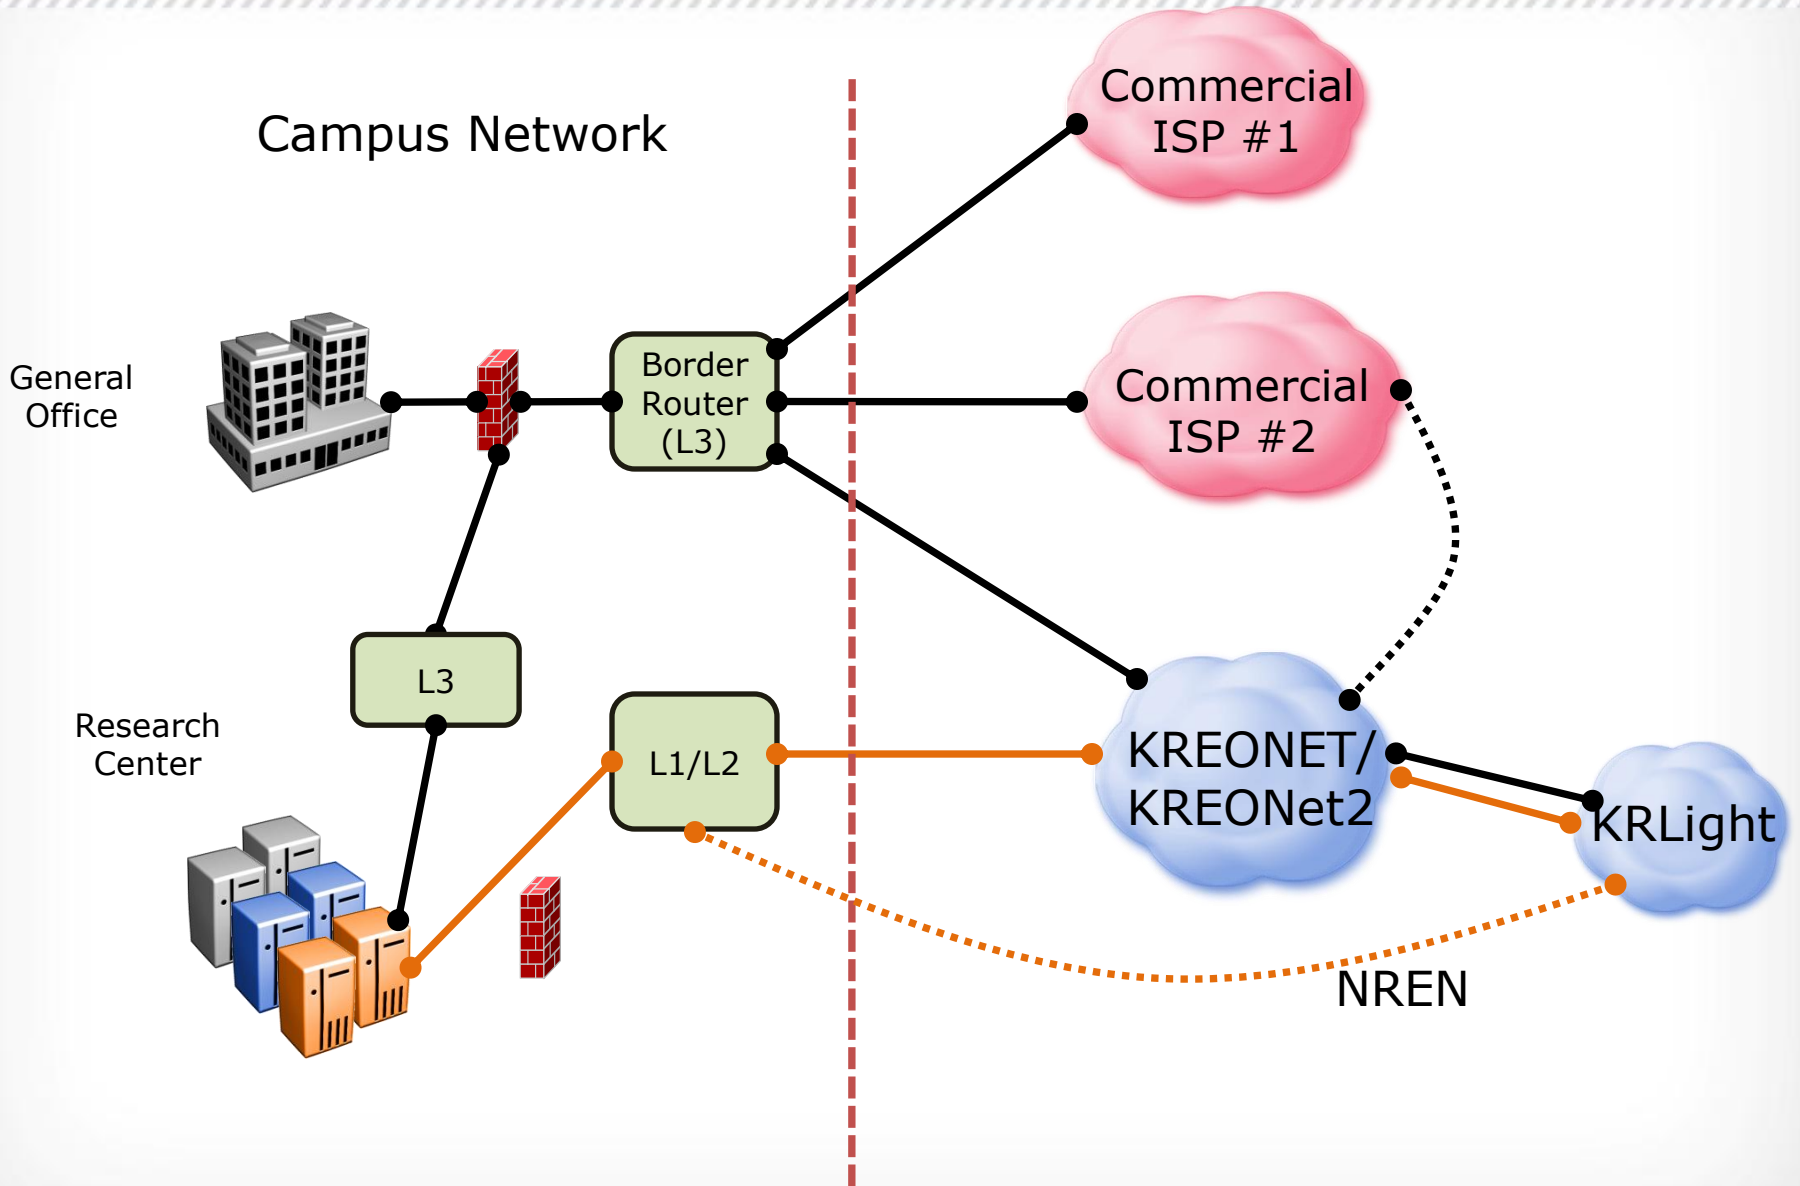 Campus Network
Commercial
ISP #1
General
Office
Border
Router
(L3)
Commercial
ISP #2
L3
Research
Center
L1/L2
KREONET/
KREONet2
KRLight
NREN